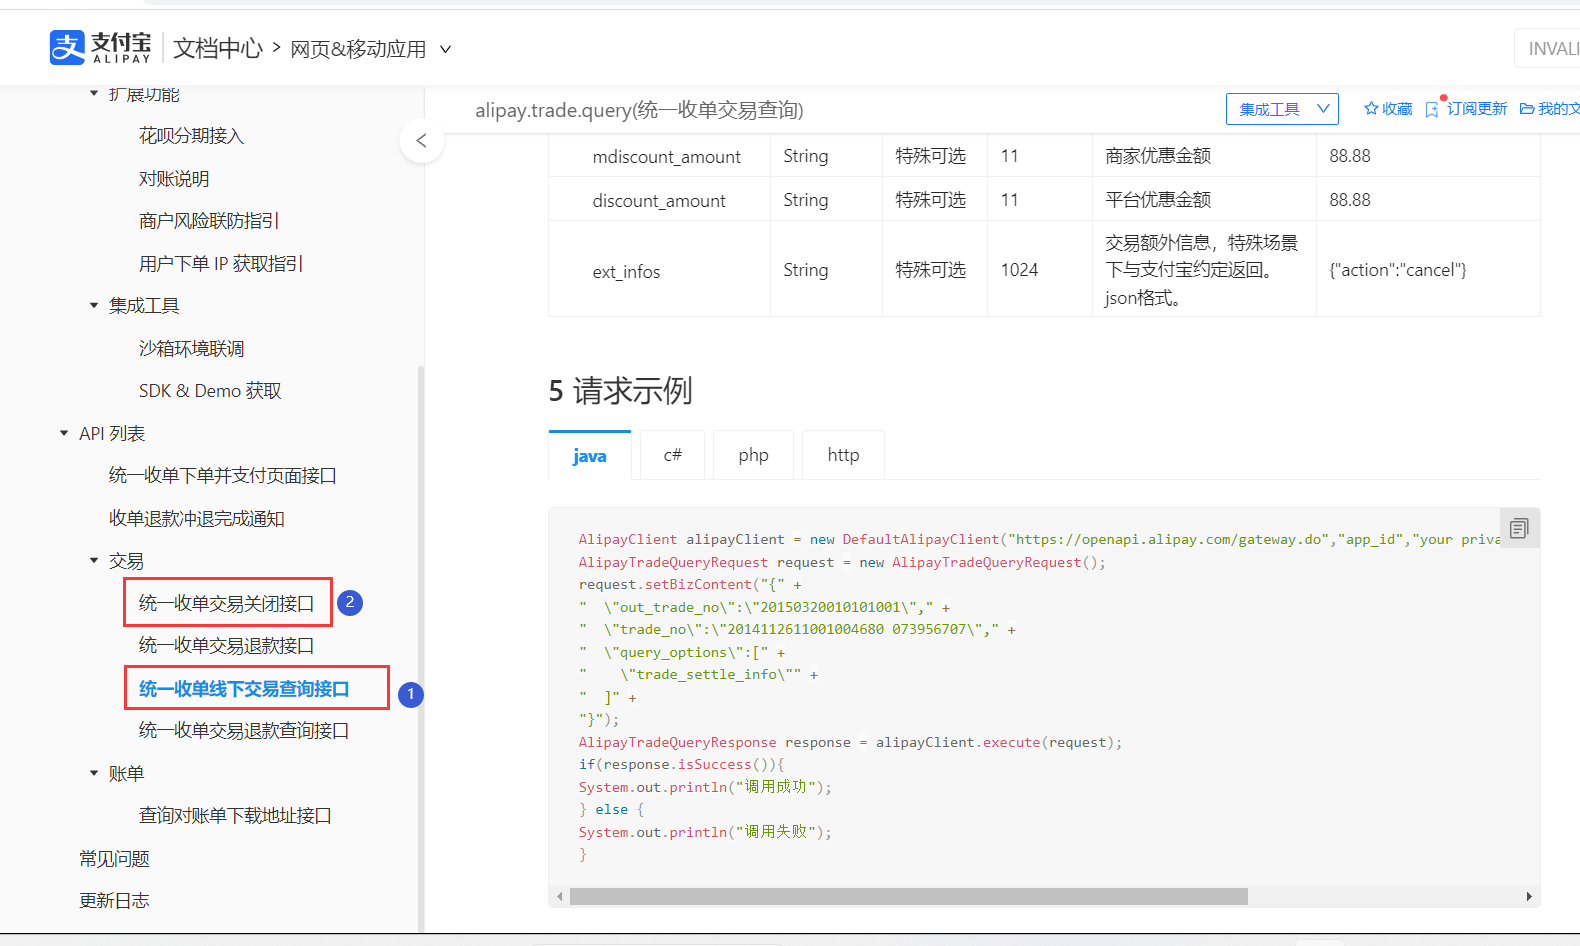 支付宝
ALIPAY
文档中心 > 网页&移动应用
INVALI
扩展功能
花呗分期接入
对账说明
商户风险联防指引
用户下单 IP 获取指引
集成工具
沙箱环境联调
SDK & Demo 获取
API 列表
统一收单下单并支付页面接口
收单退款冲退完成通知
交易
统一收单交易关闭接口 2
统一收单交易退款接口
统一收单线下交易查询接口 1
统一收单交易退款查询接口
账单
查询对账单下载地址接口
常见问题
更新日志
alipay.trade.query(统一收单交易查询)
集成工具 收藏 订阅更新 我的文
mdiscount_amount String 特殊可选 11 商家优惠金额 88.88
discount_amount String 特殊可选 11 平台优惠金额 88.88
ext_infos String 特殊可选 1024 交易额外信息，特殊场景
下与支付宝约定返回。
json格式。
{"action":"cancel"}
5 请求示例
java c# php http
AlipayClient alipayClient = new DefaultAlipayClient("https://openapi.alipay.com/gateway.do","app_id","your priva
AlipayTradeQueryRequest request = new AlipayTradeQueryRequest();
request.setBizContent("{" +
"  \"out_trade_no\":\"20150320010101001\"," +
"  \"trade_no\":\"2014112611001004680 073956707\"," +
"  \"query_options\":[" +
"    \"trade_settle_info\"" +
"  ]" +
"}");
AlipayTradeQueryResponse response = alipayClient.execute(request);
if(response.isSuccess()){
System.out.println("调用成功");
} else {
System.out.println("调用失败");
}